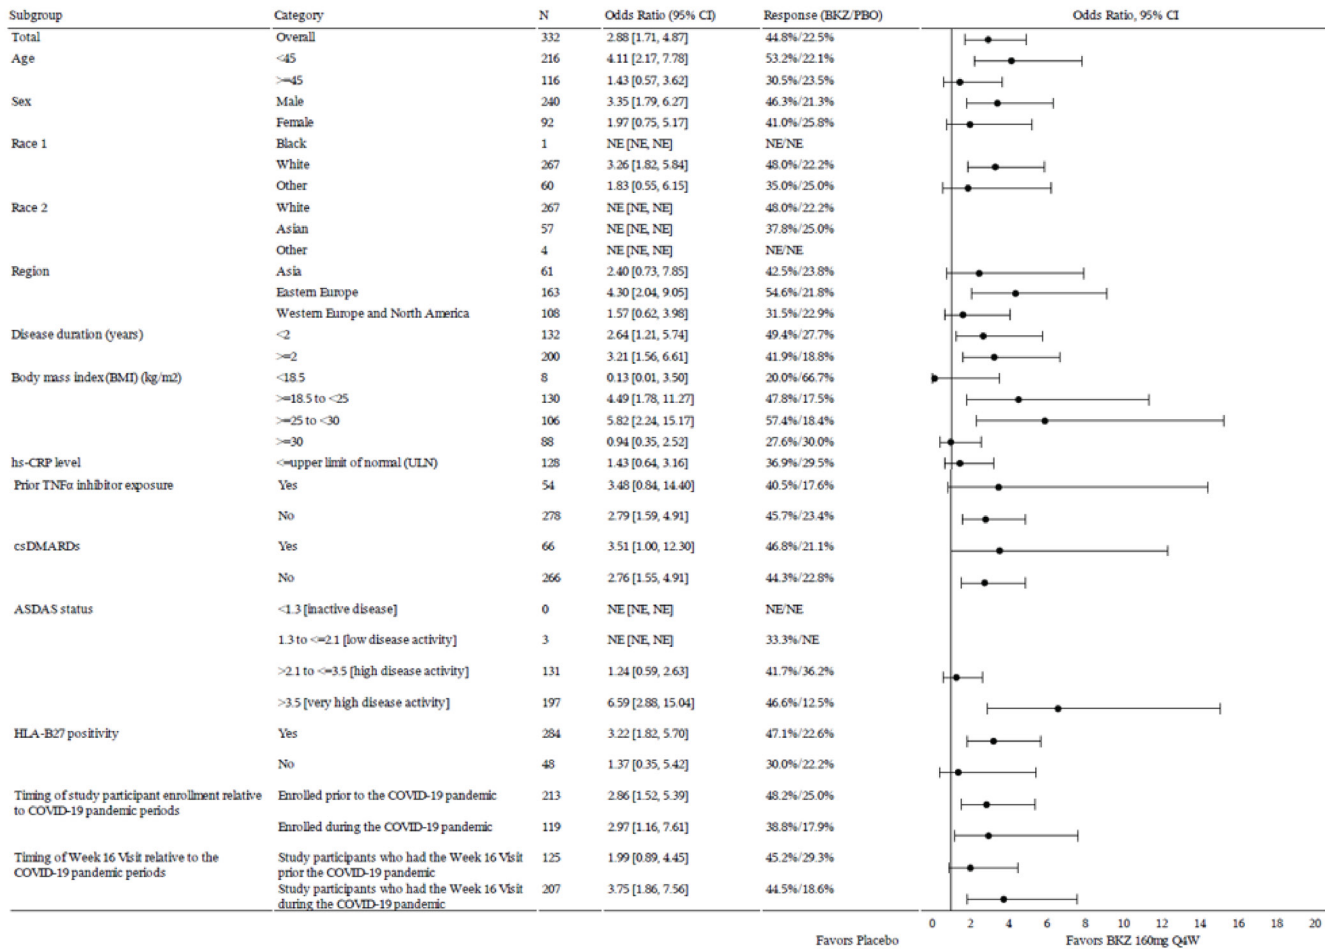 Subgroup Category N Odds Ratio (95% CI) Response (BKZ/PBO) Odds Ratio, 95% CI
Total Overall 332 2.88 [1.71, 4.87] 44.8%/22.5%
Age <45 216 4.11 [2.17, 7.78] 53.2%/22.1%
>=45 116 1.43 [0.57, 3.62] 30.5%/23.5%
Sex Male 240 3.35 [1.79, 6.27] 46.3%/21.3%
Female 92 1.97 [0.75, 5.17] 41.0%/25.8%
Race 1 Black 1 NE [NE, NE] NE/NE
White 267 3.26 [1.82, 5.84] 48.0%/22.2%
Other 60 1.83 [0.55, 6.15] 35.0%/25.0%
Race 2 White 267 NE [NE, NE] 48.0%/22.2%
Asian 57 NE [NE, NE] 37.8%/25.0%
Other 4 NE [NE, NE] NE/NE
Region Asia 61 2.40 [0.73, 7.85] 42.5%/23.8%
Eastern Europe 163 4.30 [2.04, 9.05] 54.6%/21.8%
Western Europe and North America 108 1.57 [0.62, 3.98] 31.5%/22.9%
Disease duration (years) <2 132 2.64 [1.21, 5.74] 49.4%/27.7%
>=2 200 3.21 [1.56, 6.61] 41.9%/18.8%
Body mass index (BMI) (kg/m2) <18.5 8 0.13 [0.01, 3.50] 20.0%/66.7%
>=18.5 to <25 130 4.49 [1.78, 11.27] 47.8%/17.5%
>=25 to <30 106 5.82 [2.24, 15.17] 57.4%/18.4%
>=30 88 0.94 [0.35, 2.52] 27.6%/30.0%
hs-CRP level <=upper limit of normal (ULN) 128 1.43 [0.64, 3.16] 36.9%/29.5%
Prior TNFα inhibitor exposure Yes 54 3.48 [0.84, 14.40] 40.5%/17.6%
No 278 2.79 [1.59, 4.91] 45.7%/23.4%
csDMARDs Yes 66 3.51 [1.00, 12.30] 46.8%/21.1%
No 266 2.76 [1.55, 4.91] 44.3%/22.8%
ASDAS status <1.3 [inactive disease] 0 NE [NE, NE] NE/NE
1.3 to <=2.1 [low disease activity] 3 NE [NE, NE] 33.3%/NE
>2.1 to <=3.5 [high disease activity] 131 1.24 [0.59, 2.63] 41.7%/36.2%
>3.5 [very high disease activity] 197 6.59 [2.88, 15.04] 46.6%/12.5%
HLA-B27 positivity Yes 284 3.22 [1.82, 5.70] 47.1%/22.6%
No 48 1.37 [0.35, 5.42] 30.0%/22.2%
Timing of study participant enrollment relative Enrolled prior to the COVID-19 pandemic 213 2.86 [1.52, 5.39] 48.2%/25.0%
to COVID-19 pandemic periods
Enrolled during the COVID-19 pandemic 119 2.97 [1.16, 7.61] 38.8%/17.9%
Timing of Week 16 Visit relative to the Study participants who had the Week 16 Visit 125 1.99 [0.89, 4.45] 45.2%/29.3%
COVID-19 pandemic periods prior the COVID-19 pandemic
Study participants who had the Week 16 Visit 207 3.75 [1.86, 7.56] 44.5%/18.6%
during the COVID-19 pandemic
0 2 4 6 8 10 12 14 16 18 20
Favors Placebo Favors BKZ 160mg Q4W